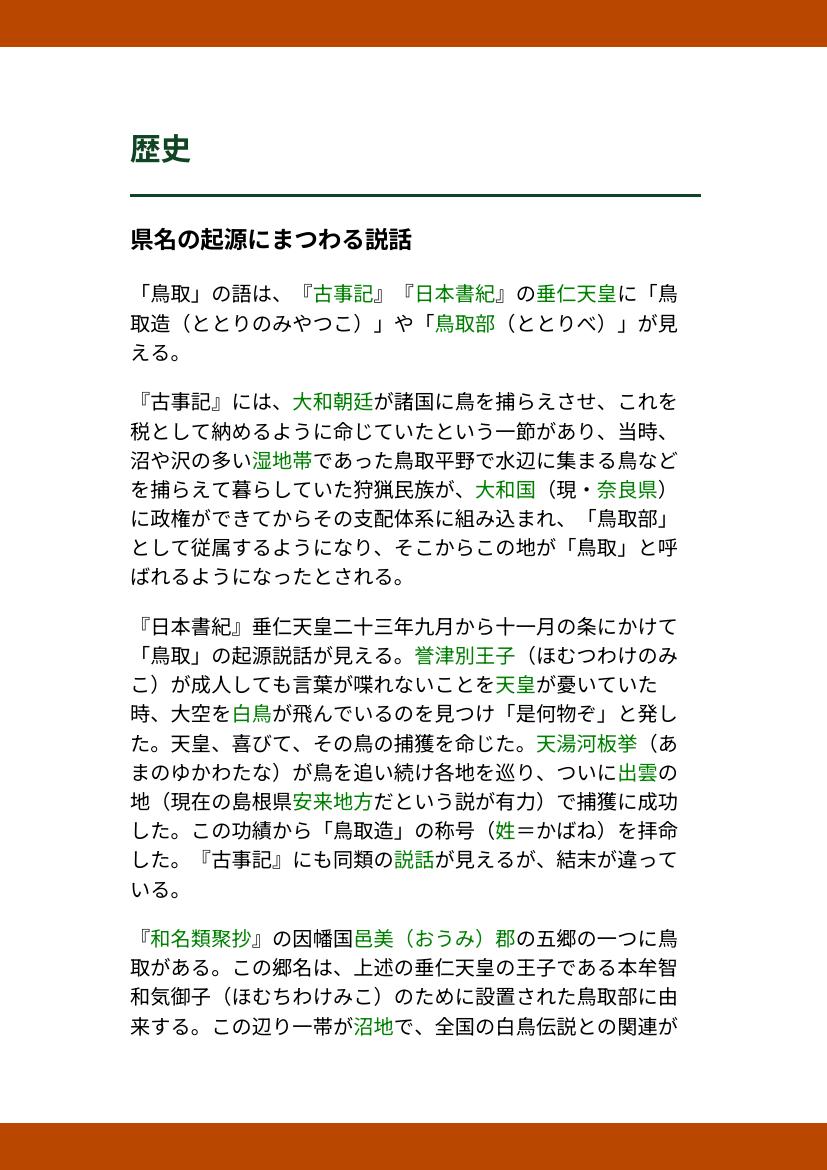 歴史
県名の起源にまつわる説話
「鳥取」の語は、『古事記』『日本書紀』の垂仁天皇に「鳥
取造（ととりのみやつこ）」や「鳥取部（ととりべ）」が見
える。
『古事記』には、大和朝廷が諸国に鳥を捕らえさせ、これを
税として納めるように命じていたという一節があり、当時、
沼や沢の多い湿地帯であった鳥取平野で水辺に集まる鳥など
を捕らえて暮らしていた狩猟民族が、大和国（現・奈良県）
に政権ができてからその支配体系に組み込まれ、「鳥取部」
として従属するようになり、そこからこの地が「鳥取」と呼
ばれるようになったとされる。
『日本書紀』垂仁天皇二十三年九月から十一月の条にかけて
「鳥取」の起源説話が見える。誉津別王子（ほむつわけのみ
こ）が成人しても言葉が喋れないことを天皇が憂いていた
時、大空を白鳥が飛んでいるのを見つけ「是何物ぞ」と発し
た。天皇、喜びて、その鳥の捕獲を命じた。天湯河板挙（あ
まのゆかわたな）が鳥を追い続け各地を巡り、ついに出雲の
地（現在の島根県安来地方だという説が有力）で捕獲に成功
した。この功績から「鳥取造」の称号（姓＝かばね）を拝命
した。『古事記』にも同類の説話が見えるが、結末が違って
いる。
『和名類聚抄』の因幡国邑美（おうみ）郡の五郷の一つに鳥
取がある。この郷名は、上述の垂仁天皇の王子である本牟智
和気御子（ほむちわけみこ）のために設置された鳥取部に由
来する。この辺り一帯が沼地で、全国の白鳥伝説との関連が